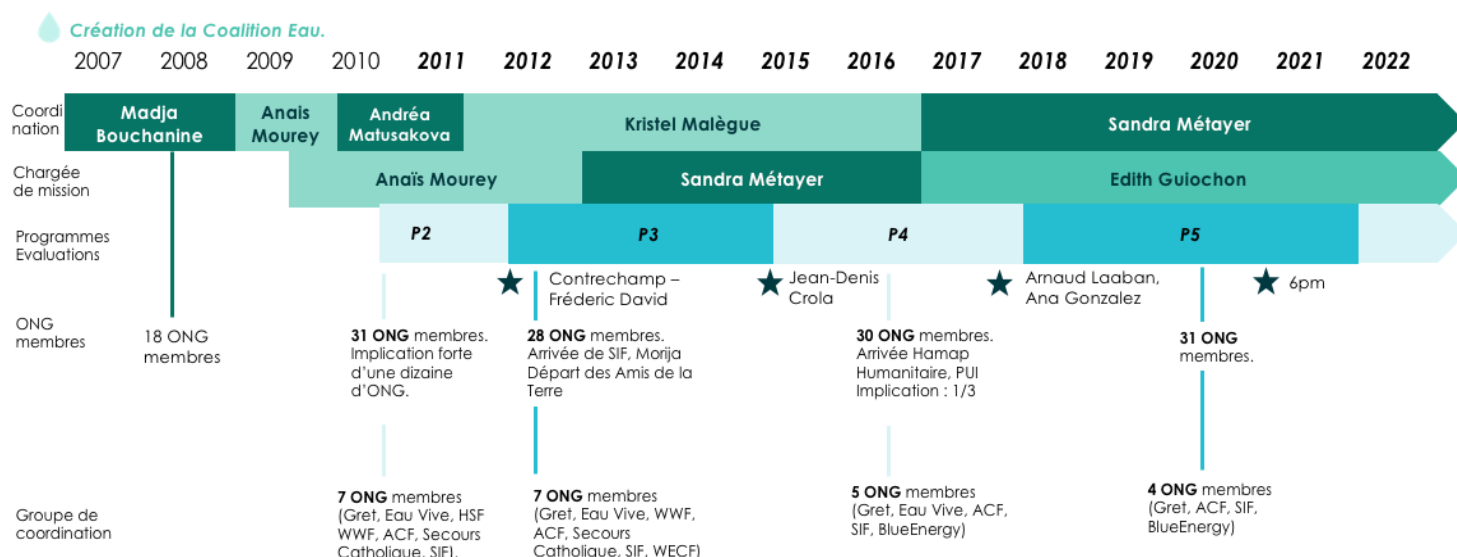 Création de la Coalition Eau.
2007 2008 2009 2010 2011 2012 2013 2014 2015 2016 2017 2018 2019 2020 2021 2022
Coordi
nation
Madja
Bouchanine
Anais
Mourey
Andréa
Matusakova
Kristel Malègue
Sandra Métayer
Chargée
de mission
Anaïs Mourey
Sandra Métayer
Edith Guiochon
Programmes
Evaluations
P2
P3
P4
P5
Contrechamp –
Fréderic David
Jean-Denis
Crola
Arnaud Laaban,
Ana Gonzalez
6pm
ONG
membres
18 ONG
membres
31 ONG membres.
Implication forte
d’une dizaine
d’ONG.
28 ONG membres.
Arrivée de SIF, Morija
Départ des Amis de la
Terre
30 ONG membres.
Arrivée Hamap
Humanitaire, PUI
Implication : 1/3
31 ONG
membres.
Groupe de
coordination
7 ONG membres
(Gret, Eau Vive, HSF
WWF, ACF, Secours
Catholique, SIF).
7 ONG membres
(Gret, Eau Vive, WWF,
ACF, Secours
Catholique, SIF, WECF)
5 ONG membres
(Gret, Eau Vive, ACF,
SIF, BlueEnergy)
4 ONG membres
(Gret, ACF, SIF,
BlueEnergy)